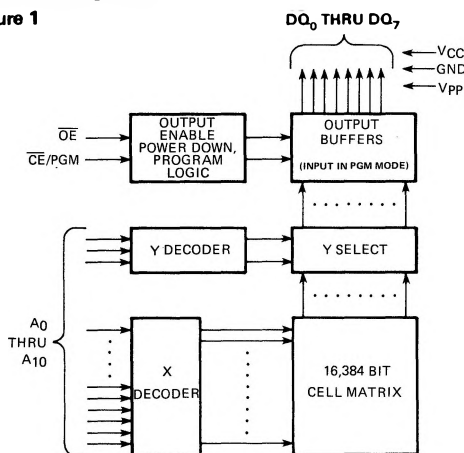 ure 1
DQ₀ THRU DQ₇
VCC
GND
VPP
OE
CE/PGM
OUTPUT
ENABLE
POWER DOWN,
PROGRAM
LOGIC
OUTPUT
BUFFERS
(INPUT IN PGM MODE)
Y DECODER
Y SELECT
A₀
THRU
A₁₀
X
DECODER
16,384 BIT
CELL MATRIX